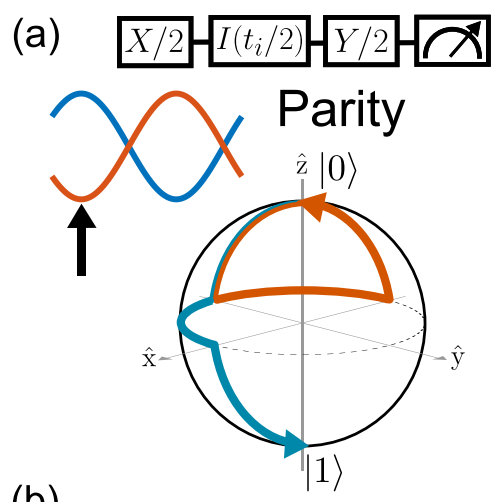 (a) X/2 I(t_i/2) Y/2
Parity
ẑ |0⟩
x̂ ŷ
|1⟩
(b)